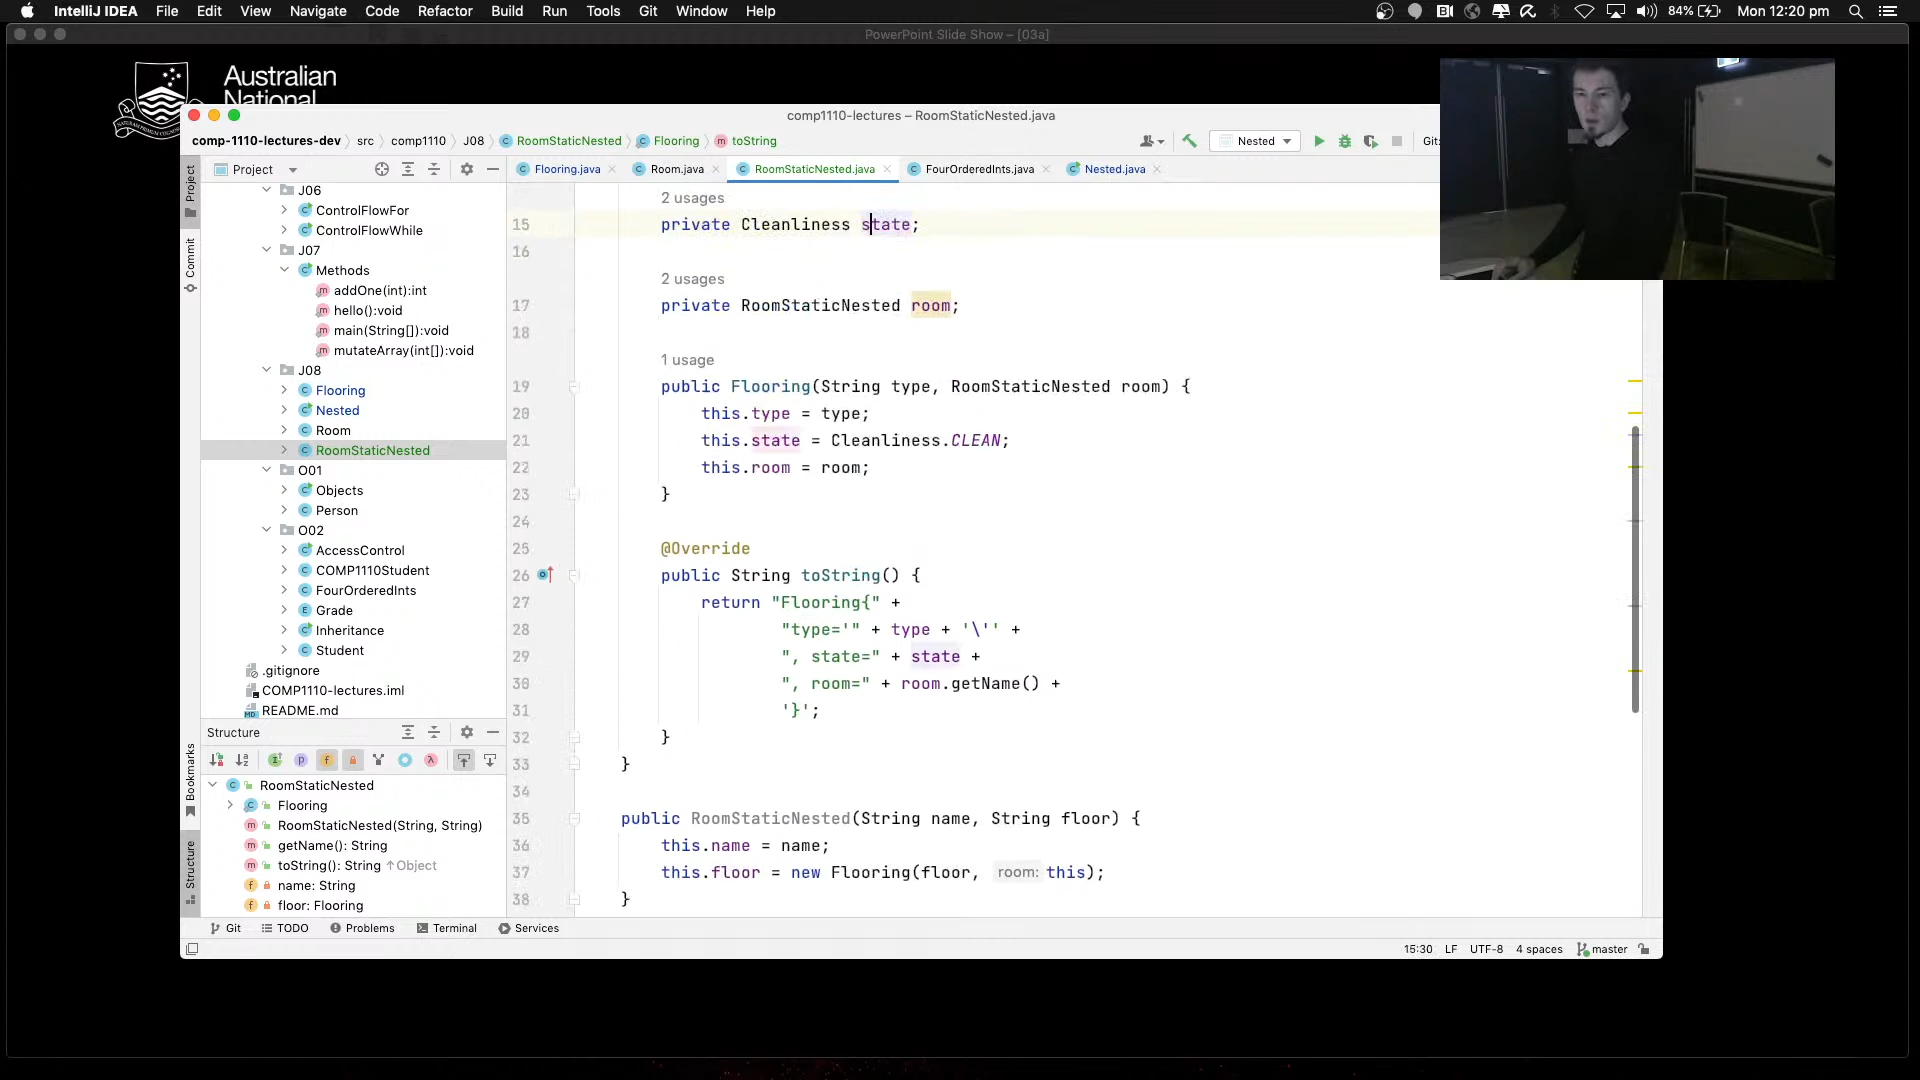 IntelliJ IDEA File Edit View Navigate Code Refactor Build Run Tools Git Window Help 84% Mon 12:20 pm
PowerPoint Slide Show – [03a]
Australian
National
comp1110-lectures – RoomStaticNested.java
comp-1110-lectures-dev src comp1110 J08 RoomStaticNested Flooring toString Nested Git:
Project
Flooring.java Room.java RoomStaticNested.java FourOrderedInts.java Nested.java
Project
Commit
Bookmarks
Structure
J06
ControlFlowFor
ControlFlowWhile
J07
Methods
addOne(int):int
hello():void
main(String[]):void
mutateArray(int[]):void
J08
Flooring
Nested
Room
RoomStaticNested
O01
Objects
Person
O02
AccessControl
COMP1110Student
FourOrderedInts
Grade
Inheritance
Student
.gitignore
COMP1110-lectures.iml
README.md
Structure
RoomStaticNested
Flooring
RoomStaticNested(String, String)
getName(): String
toString(): String ↑Object
name: String
floor: Flooring
2 usages
15 private Cleanliness state;
16
2 usages
17 private RoomStaticNested room;
18
1 usage
19 public Flooring(String type, RoomStaticNested room) {
20 this.type = type;
21 this.state = Cleanliness.CLEAN;
22 this.room = room;
23 }
24
25 @Override
26 public String toString() {
27 return "Flooring{" +
28 "type='" + type + '\'' +
29 ", state=" + state +
30 ", room=" + room.getName() +
31 '}';
32 }
33 }
34
35 public RoomStaticNested(String name, String floor) {
36 this.name = name;
37 this.floor = new Flooring(floor, room: this);
38 }
Git TODO Problems Terminal Services
15:30 LF UTF-8 4 spaces master